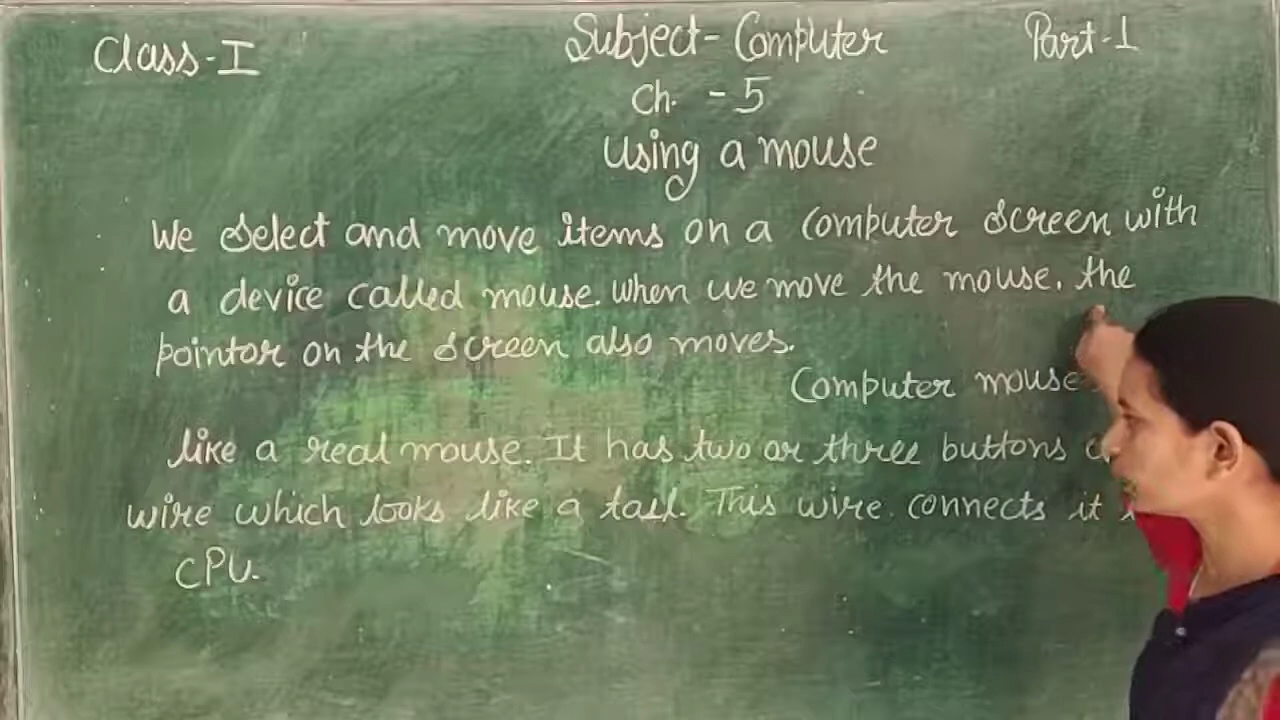 Class-I
Subject-Computer
Part-1
Ch. -5
Using a mouse
We select and move items on a computer screen with
a device called mouse. When we move the mouse. the
pointor on the screen also moves.
Computer mouse
like a real mouse. It has two or three buttons
wire which looks like a tail. This wire connects it
CPU.